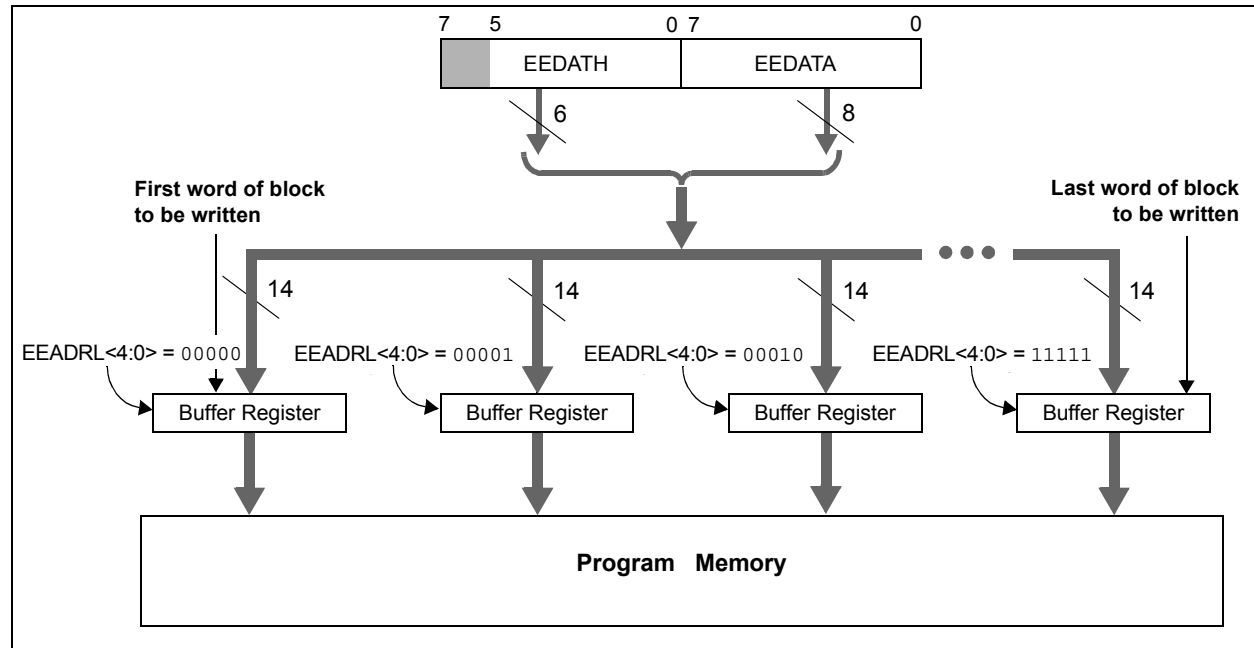 7 5 0 7 0
EEDATH EEDATA
6 8
First word of block
to be written
Last word of block
to be written
14 14 14 14
EEADRL<4:0> = 00000 EEADRL<4:0> = 00001 EEADRL<4:0> = 00010 EEADRL<4:0> = 11111
Buffer Register Buffer Register Buffer Register Buffer Register
Program Memory